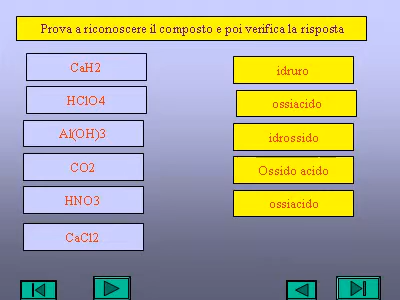 Prova a riconoscere il composto e poi verifica la risposta
CaH2
idruro
HClO4
ossiacido
Al(OH)3
idrossido
CO2
Ossido acido
HNO3
ossiacido
CaCl2